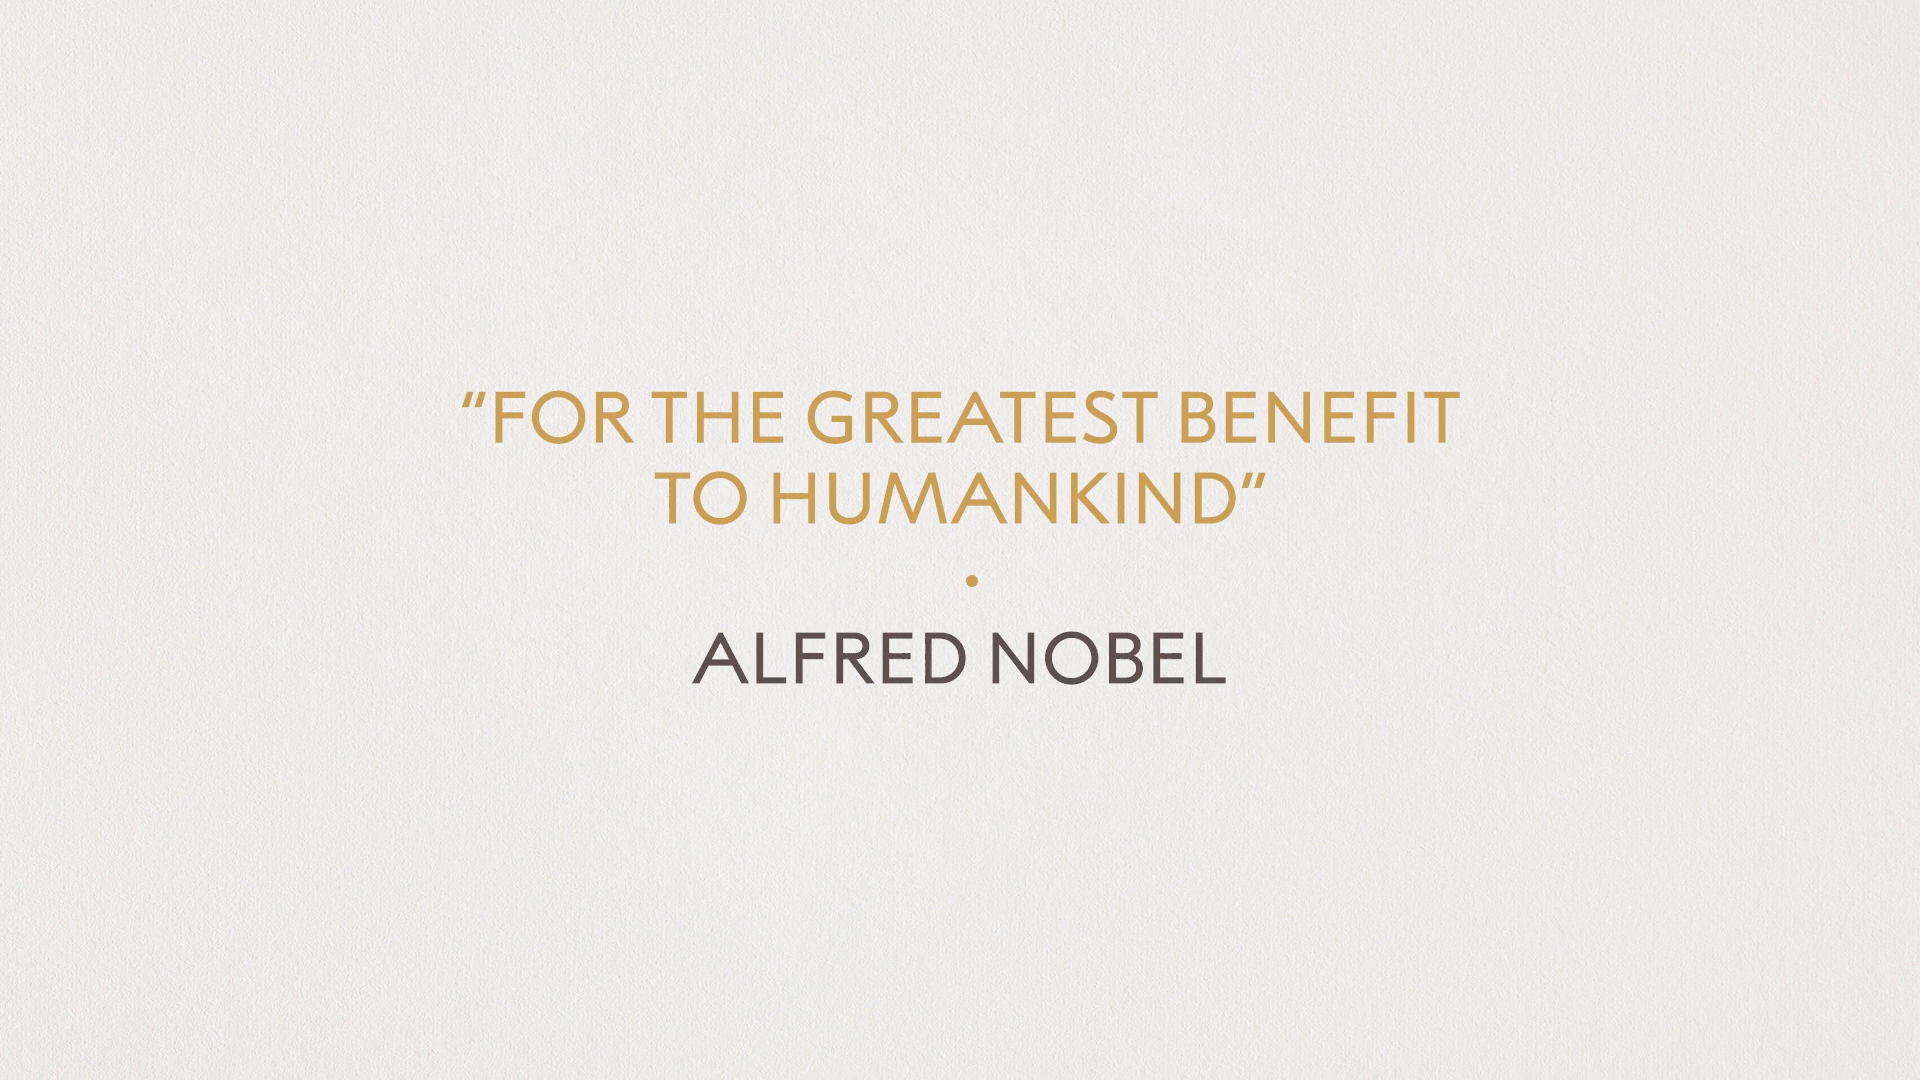 “FOR THE GREATEST BENEFIT
TO HUMANKIND”
•
ALFRED NOBEL